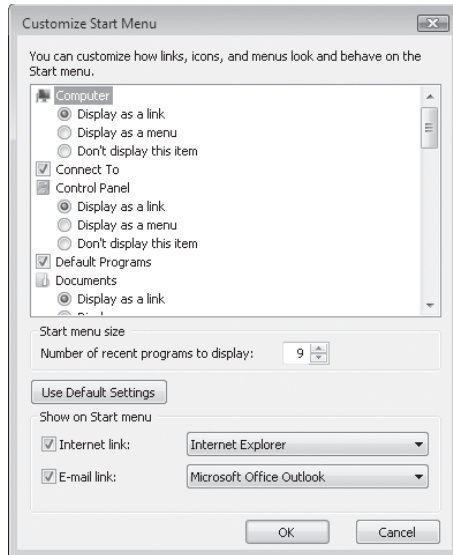 Customize Start Menu
You can customize how links, icons, and menus look and behave on the
Start menu.
Computer
Display as a link
Display as a menu
Don't display this item
Connect To
Control Panel
Display as a link
Display as a menu
Don't display this item
Default Programs
Documents
Display as a link
Start menu size
Number of recent programs to display: 9
Use Default Settings
Show on Start menu
Internet link: Internet Explorer
E-mail link: Microsoft Office Outlook
OK Cancel